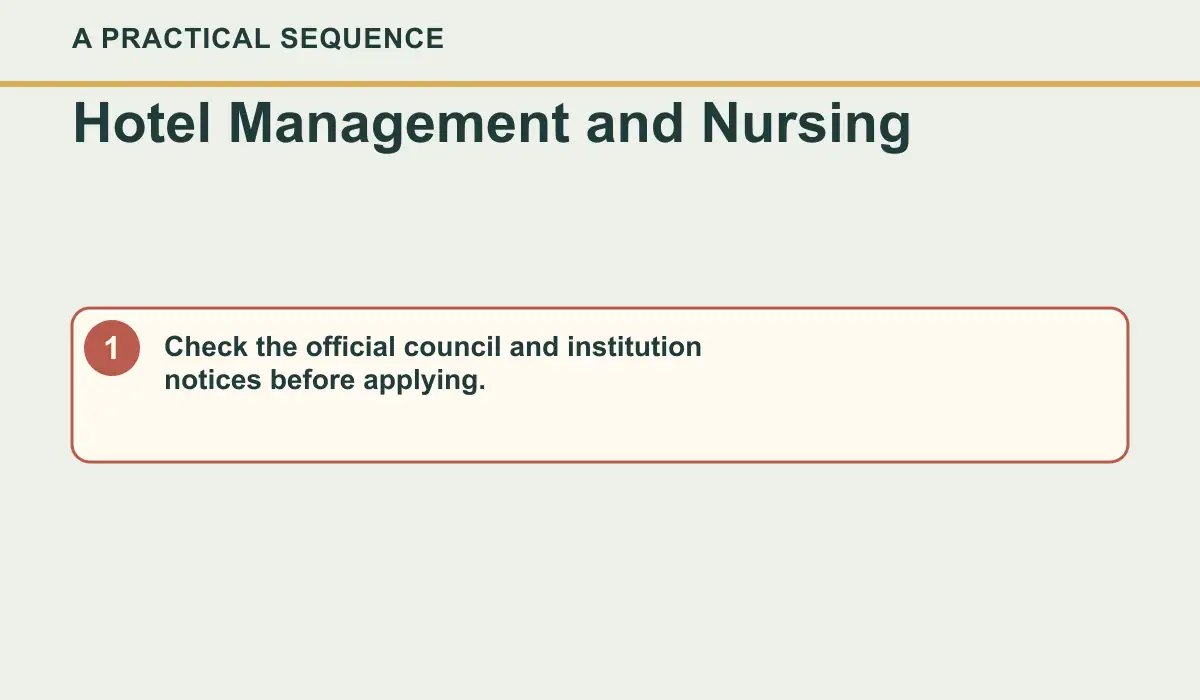 A PRACTICAL SEQUENCE
Hotel Management and Nursing
1
Check the official council and institution
notices before applying.